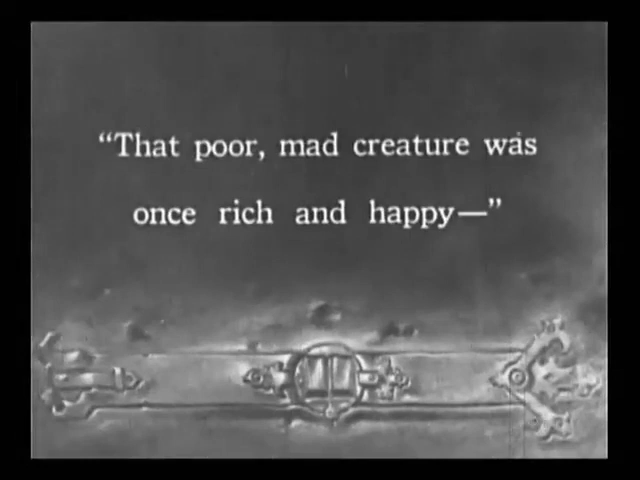 “That poor, mad creature was
once rich and happy—”